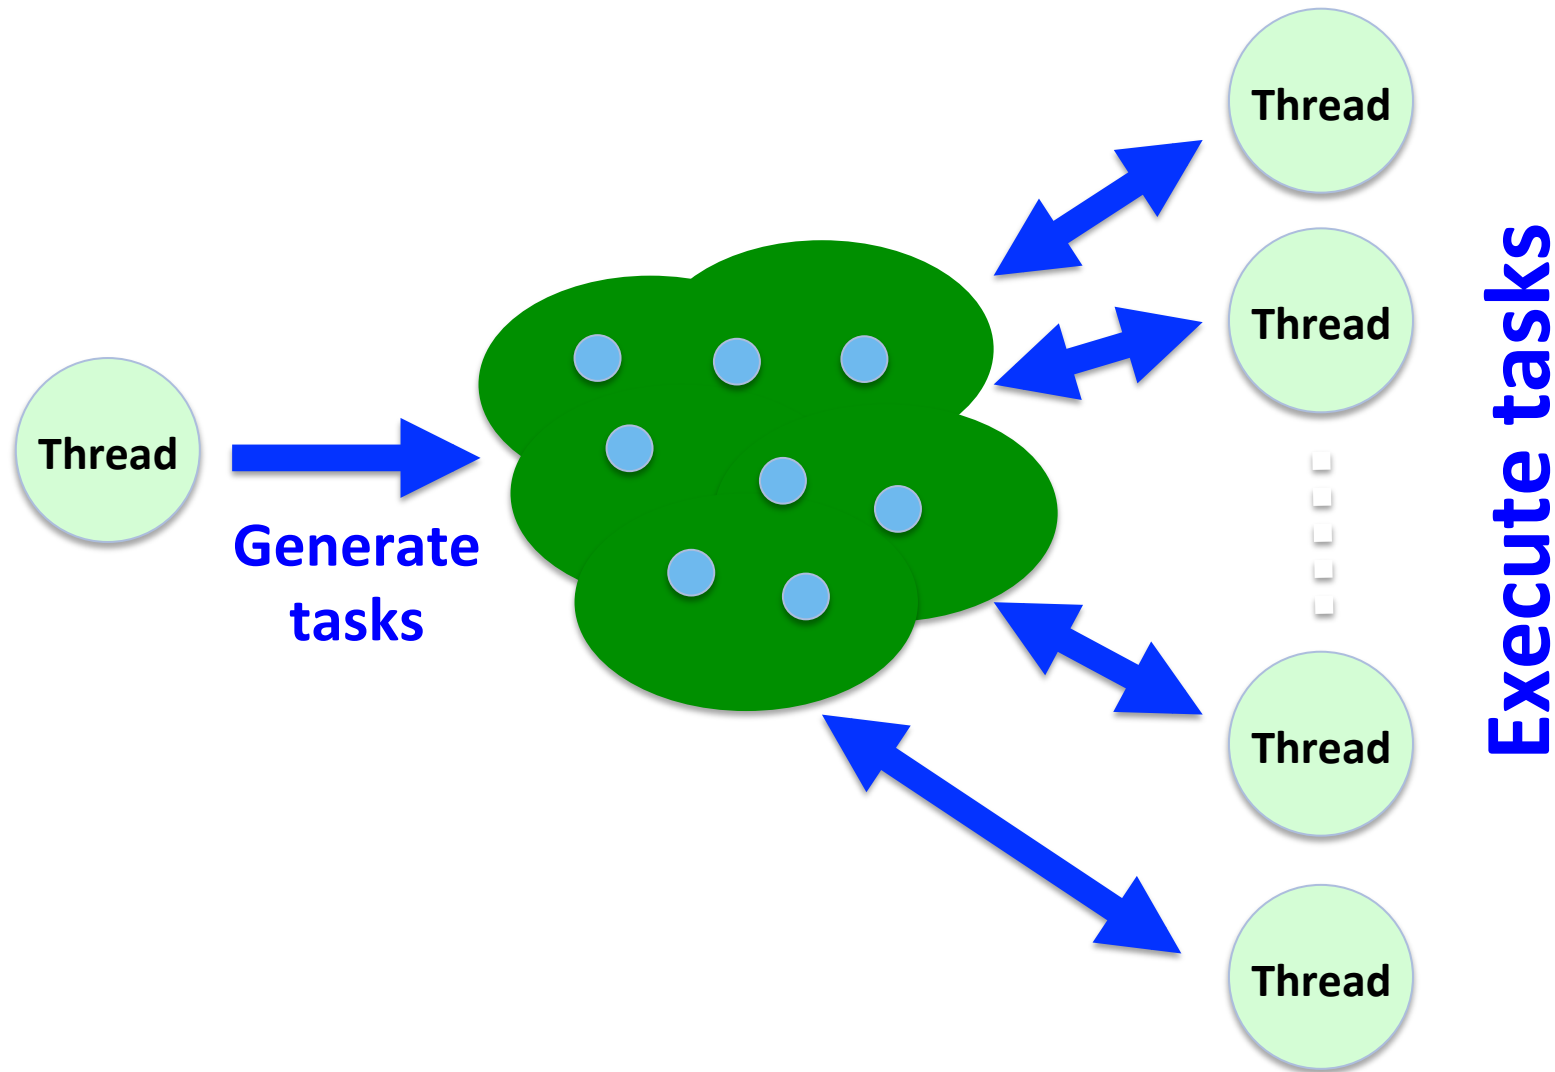 Thread
Generate
tasks
Thread
Thread
Thread
Thread
Execute tasks